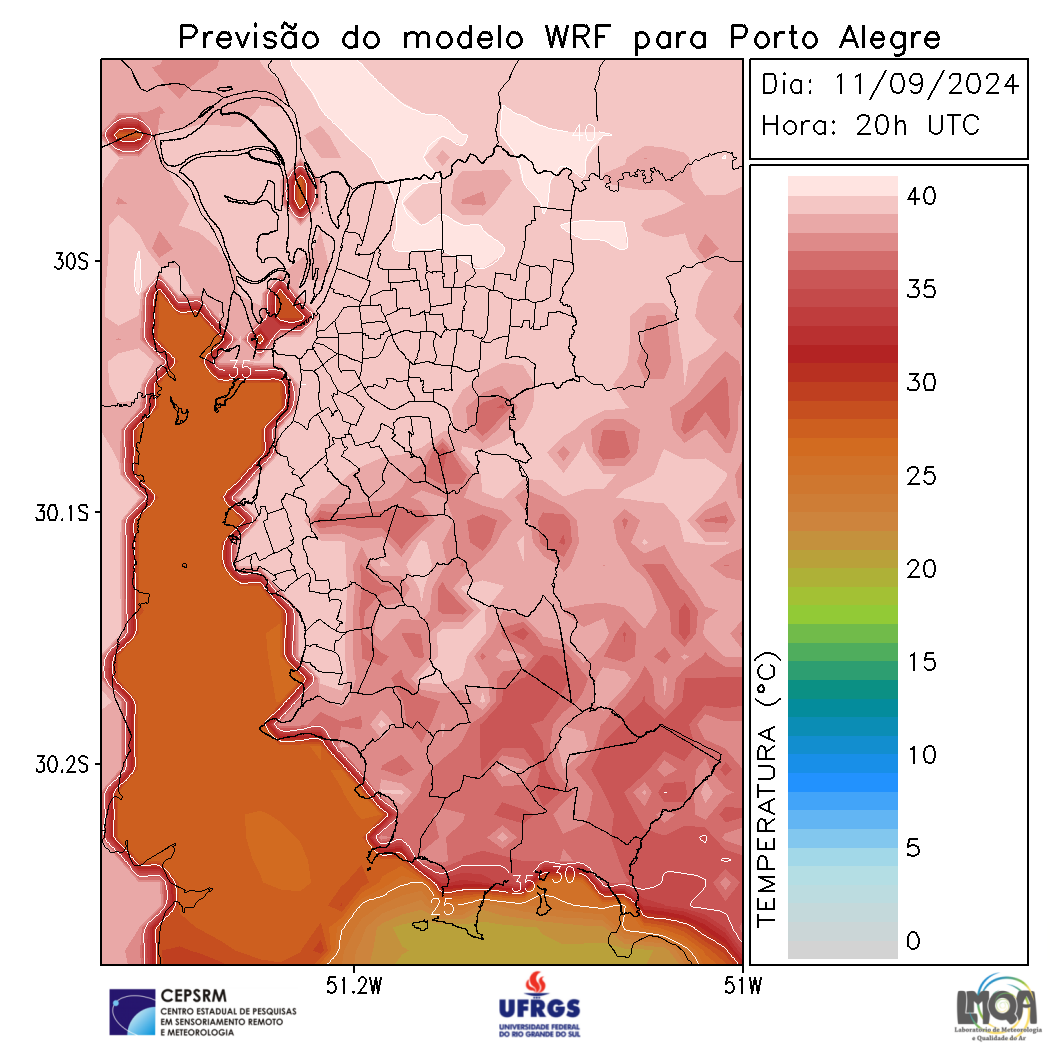 Previsão do modelo WRF para Porto Alegre
Dia: 11/09/2024
Hora: 20h UTC
40
35
30
25
20
15
10
5
0
TEMPERATURA (°C)
30S
30.1S
30.2S
51.2W
51W
40
35
35
30
25
CEPSRM
CENTRO ESTADUAL DE PESQUISAS
EM SENSORIAMENTO REMOTO
E METEOROLOGIA
UFRGS
UNIVERSIDADE FEDERAL
DO RIO GRANDE DO SUL
LMQA
Laboratório de Meteorologia
e Qualidade do Ar